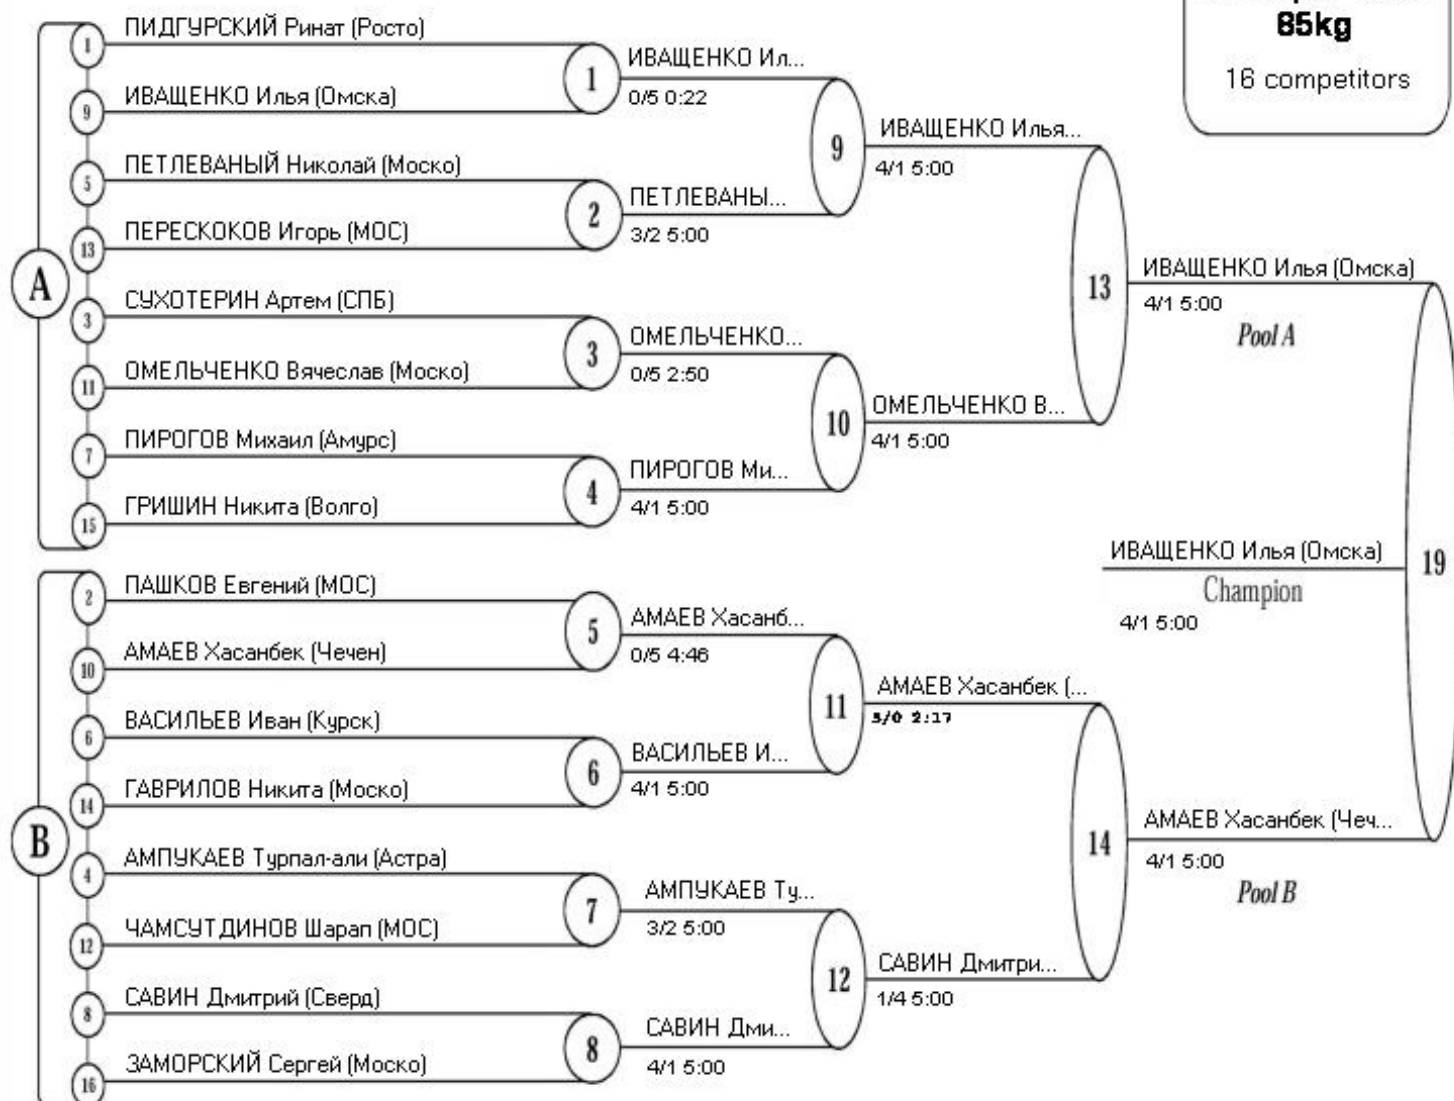 85kg
16 competitors
A
1
ПИДГУРСКИЙ Ринат (Росто)
9
ИВАЩЕНКО Илья (Омска)
1
ИВАЩЕНКО Ил...
0/5 0:22
5
ПЕТЛЕВАНЫЙ Николай (Моско)
13
ПЕРЕСКОКОВ Игорь (МОС)
2
ПЕТЛЕВАНЫ...
3/2 5:00
9
ИВАЩЕНКО Илья...
4/1 5:00
3
СУХОТЕРИН Артем (СПБ)
11
ОМЕЛЬЧЕНКО Вячеслав (Моско)
3
ОМЕЛЬЧЕНКО...
0/5 2:50
7
ПИРОГОВ Михаил (Амурс)
15
ГРИШИН Никита (Волго)
4
ПИРОГОВ Ми...
4/1 5:00
10
ОМЕЛЬЧЕНКО В...
4/1 5:00
13
ИВАЩЕНКО Илья (Омска)
4/1 5:00
Pool A
B
2
ПАШКОВ Евгений (МОС)
10
АМАЕВ Хасанбек (Чечен)
5
АМАЕВ Хасанб...
0/5 4:46
6
ВАСИЛЬЕВ Иван (Курск)
14
ГАВРИЛОВ Никита (Моско)
6
ВАСИЛЬЕВ И...
4/1 5:00
11
АМАЕВ Хасанбек (...
2:17
4
АМПУКАЕВ Турпал-али (Астра)
12
ЧАМСУТДИНОВ Шарап (МОС)
7
АМПУКАЕВ Ту...
3/2 5:00
8
САВИН Дмитрий (Сверд)
16
ЗАМОРСКИЙ Сергей (Моско)
8
САВИН Дми...
4/1 5:00
12
САВИН Дмитри...
1/4 5:00
14
АМАЕВ Хасанбек (Чеч...
4/1 5:00
Pool B
19
ИВАЩЕНКО Илья (Омска)
Champion
4/1 5:00